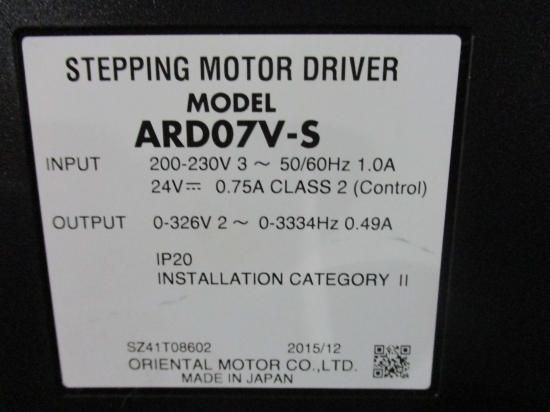 STEPPING MOTOR DRIVER
MODEL
ARD07V-S
INPUT 200-230V 3 ~ 50/60Hz 1.0A
24V⎓ 0.75A CLASS 2 (Control)
OUTPUT 0-326V 2 ~ 0-3334Hz 0.49A
IP20
INSTALLATION CATEGORY II
SZ41T08602 2015/12
ORIENTAL MOTOR CO.,LTD.
MADE IN JAPAN